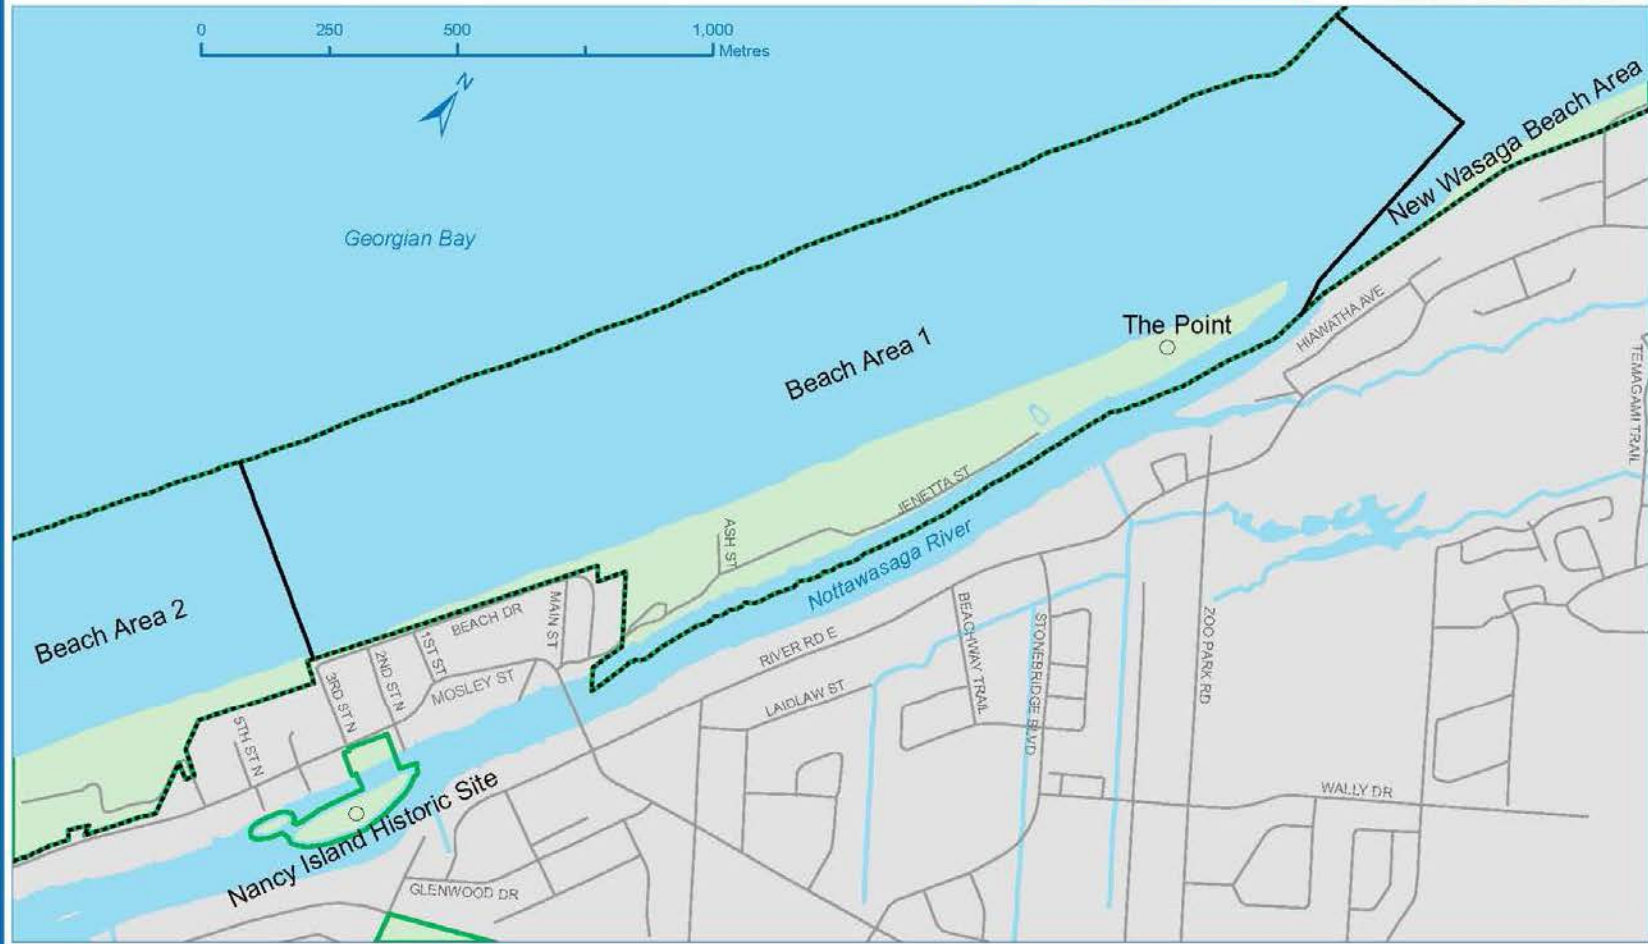 0 250 500 1,000
Metres
N
Georgian Bay
New Wasaga Beach Area
The Point
Beach Area 1
HIAWATHA AVE
TEMAGAMI TRAIL
JENETTA ST
ASH ST
Nottawasaga River
Beach Area 2
BEACH DR
MAIN ST
1ST ST
2ND ST N
3RD ST N
5TH ST N
MOSLEY ST
RIVER RD E
LAIDLAW ST
BEACHWAY TRAIL
STONEBRIDGE BLVD
ZOO PARK RD
WALLY DR
Nancy Island Historic Site
GLENWOOD DR